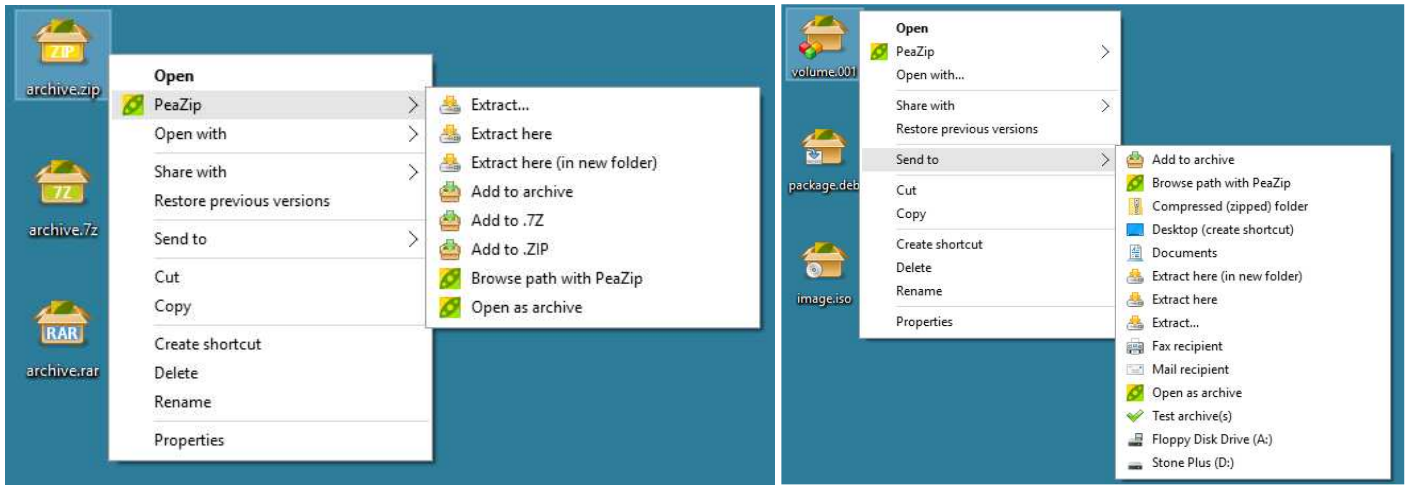 ZIP
archive.zip
7Z
archive.7z
RAR
archive.rar
Open
PeaZip
Open with
Share with
Restore previous versions
Send to
Cut
Copy
Create shortcut
Delete
Rename
Properties
Extract...
Extract here
Extract here (in new folder)
Add to archive
Add to .7Z
Add to .ZIP
Browse path with PeaZip
Open as archive
volume.001
package.deb
image.iso
Open
PeaZip
Open with...
Share with
Restore previous versions
Send to
Cut
Copy
Create shortcut
Delete
Rename
Properties
Add to archive
Browse path with PeaZip
Compressed (zipped) folder
Desktop (create shortcut)
Documents
Extract here (in new folder)
Extract here
Extract...
Fax recipient
Mail recipient
Open as archive
Test archive(s)
Floppy Disk Drive (A:)
Stone Plus (D:)